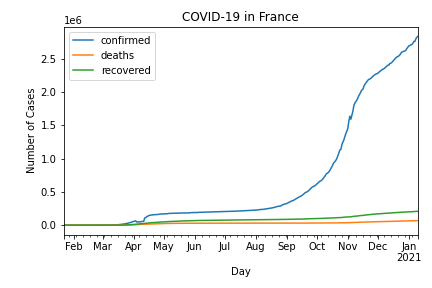 COVID-19 in France
1e6
confirmed
deaths
recovered
2.5
2.0
1.5
1.0
0.5
0.0
Number of Cases
Feb Mar Apr May Jun Jul Aug Sep Oct Nov Dec Jan
2021
Day